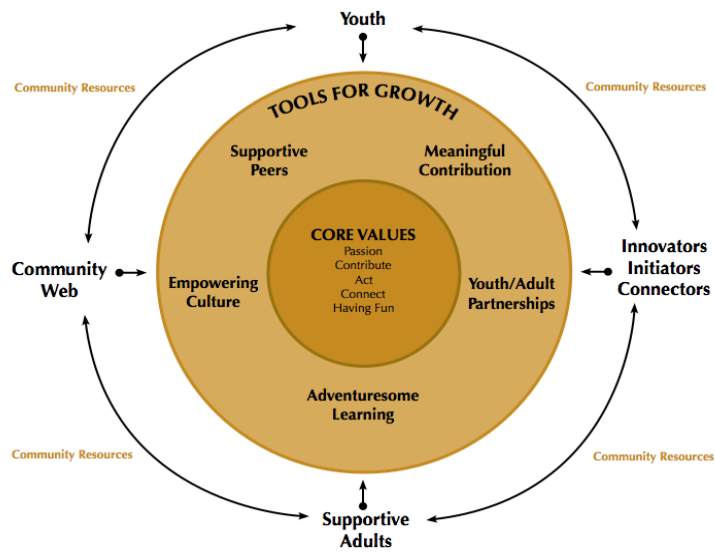 Youth
Community Resources
Community Resources
TOOLS FOR GROWTH
Supportive
Peers
Meaningful
Contribution
CORE VALUES
Passion
Contribute
Act
Connect
Having Fun
Community
Web
Empowering
Culture
Youth/Adult
Partnerships
Innovators
Initiators
Connectors
Adventuresome
Learning
Community Resources
Community Resources
Supportive
Adults